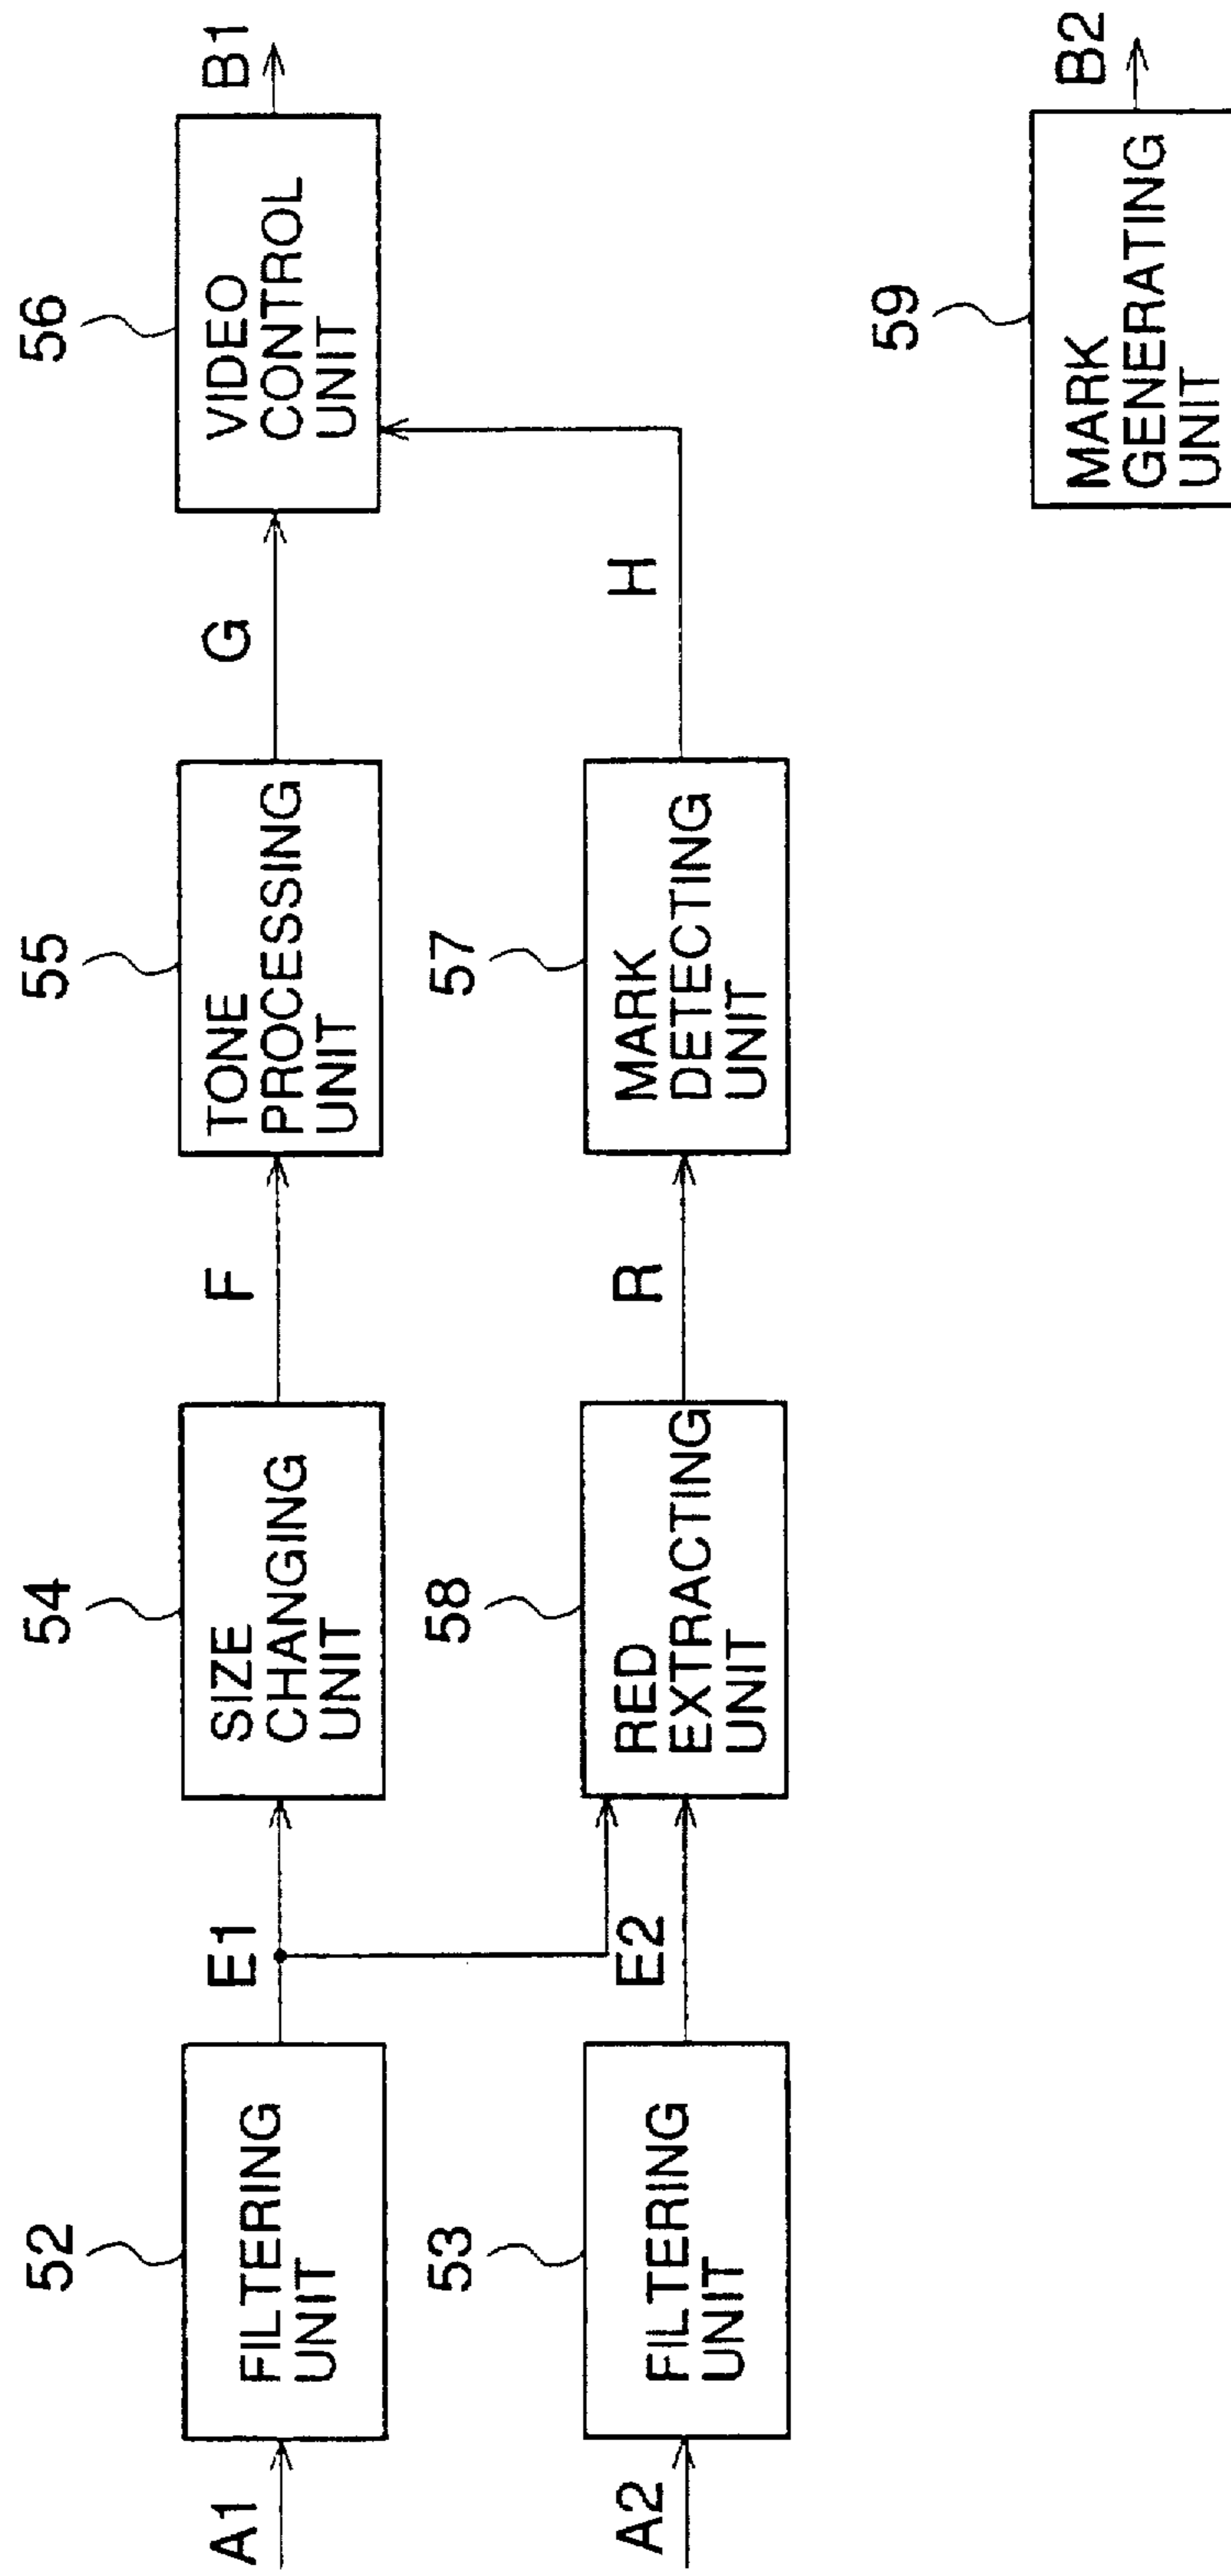 52
54
55
56
A1
FILTERING
UNIT
E1
SIZE
CHANGING
UNIT
F
TONE
PROCESSING
UNIT
G
VIDEO
CONTROL
UNIT
B1
53
58
57
H
A2
FILTERING
UNIT
E2
RED
EXTRACTING
UNIT
R
MARK
DETECTING
UNIT
59
MARK
GENERATING
UNIT
B2